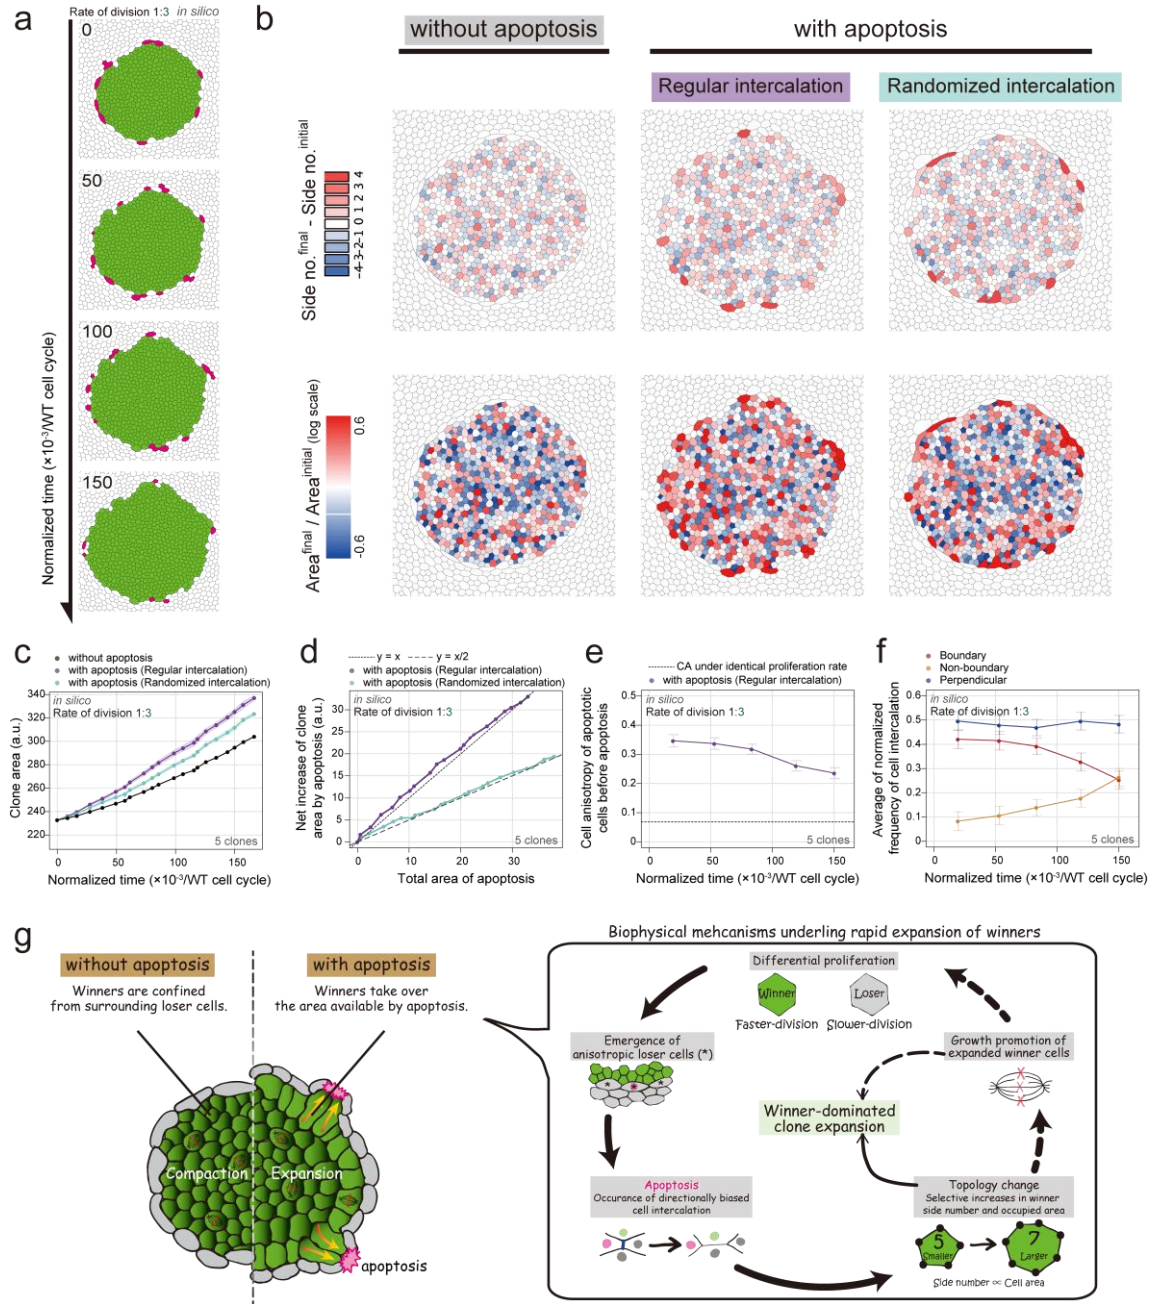 a
Rate of division 1:3 in silico
0
50
100
150
Normalized time (×10-3/WT cell cycle)
b
without apoptosis
with apoptosis
Regular intercalation
Randomized intercalation
Side no.final - Side no.initial
-4-3-2-1 0 1 2 3 4
Areafinal / Areainitial (log scale)
0.6
-0.6
c
without apoptosis
with apoptosis (Regular intercalation)
with apoptosis (Randomized intercalation)
in silico
Rate of division 1:3
Clone area (a.u.)
340
320
300
280
260
240
220
0 50 100 150
5 clones
Normalized time (×10-3/WT cell cycle)
d
y = x y = x/2
with apoptosis (Regular intercalation)
with apoptosis (Randomized intercalation)
in silico
Rate of division 1:3
Net increase of clone
area by apoptosis (a.u.)
30
25
20
15
10
5
0
0 10 20 30
5 clones
Total area of apoptosis
e
CA under identical proliferation rate
with apoptosis (Regular intercalation)
in silico
Rate of division 1:3
Cell anisotropy of apoptotic
cells before apoptosis
0.5
0.4
0.3
0.2
0.1
0
0 50 100 150
5 clones
Normalized time (×10-3/WT cell cycle)
f
Boundary
Non-boundary
Perpendicular
in silico
Rate of division 1:3
Average of normalized
frequency of cell intercalation
0.6
0.5
0.4
0.3
0.2
0.1
0
0 50 100 150
5 clones
Normalized time (×10-3/WT cell cycle)
g
without apoptosis
Winners are confined
from surrounding loser cells.
with apoptosis
Winners take over
the area available by apoptosis.
Compaction
Expansion
apoptosis
Biophysical mehcanisms underling rapid expansion of winners
Differential proliferation
Winner
Loser
Faster-division Slower-division
Emergence of
anisotropic loser cells (*)
* * *
Growth promotion of
expanded winner cells
Winner-dominated
clone expansion
Apoptosis
Occurance of directionally biased
cell intercalation
Topology change
Selective increases in winner
side number and occupied area
5
Smaller
7
Larger
Side number ∝ Cell area